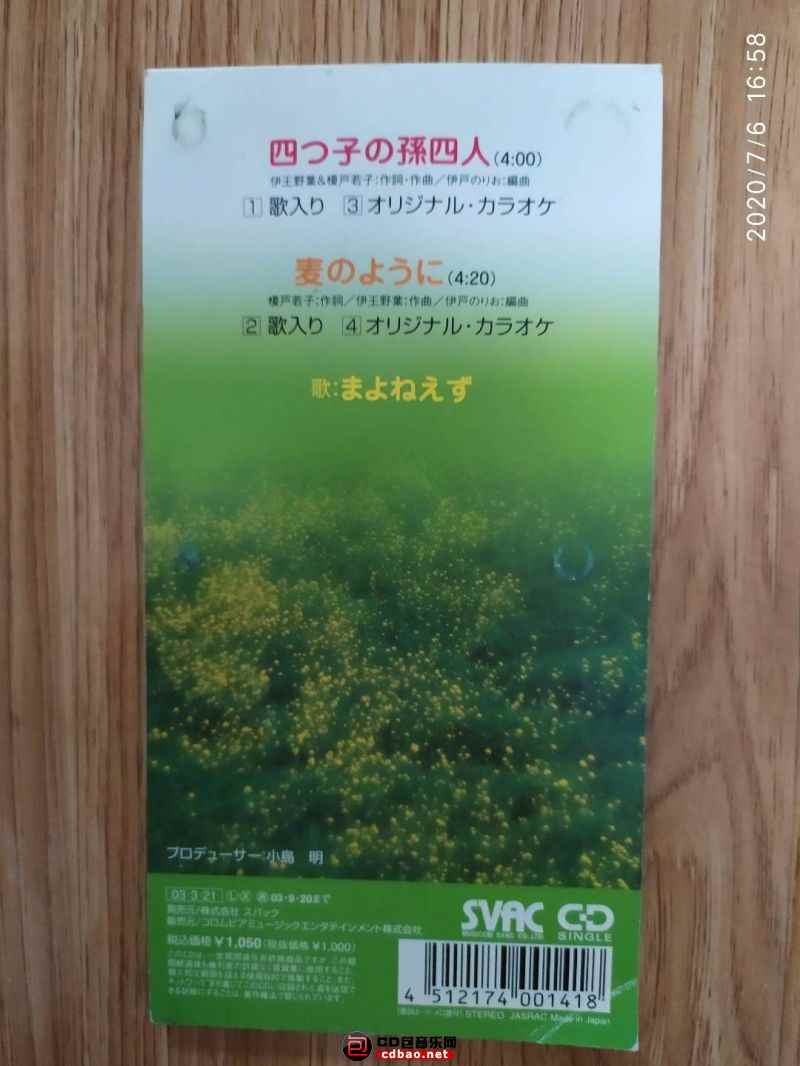 2020/7/6 16:58
四つ子の孫四人(4:00)
伊王野葉&榎戸若子:作詞・作曲/伊戸のりお:編曲
1 歌入り 3 オリジナル・カラオケ
麦のように(4:20)
榎戸若子:作詞/伊王野葉:作曲/伊戸のりお:編曲
2 歌入り 4 オリジナル・カラオケ
歌:まよねえず
プロデューサー:小島 明
03・3・21 L X 03・9・20まで
発売元/株式会社 スバック
販売元/コロムビアミュージックエンタテインメント株式会社
税込価格 ¥1,050(税抜価格 ¥1,000)
SVAC
CD
SINGLE
4 512174 001418
STEREO JASRAC Made in Japan
CD包音乐网
cdbao.net